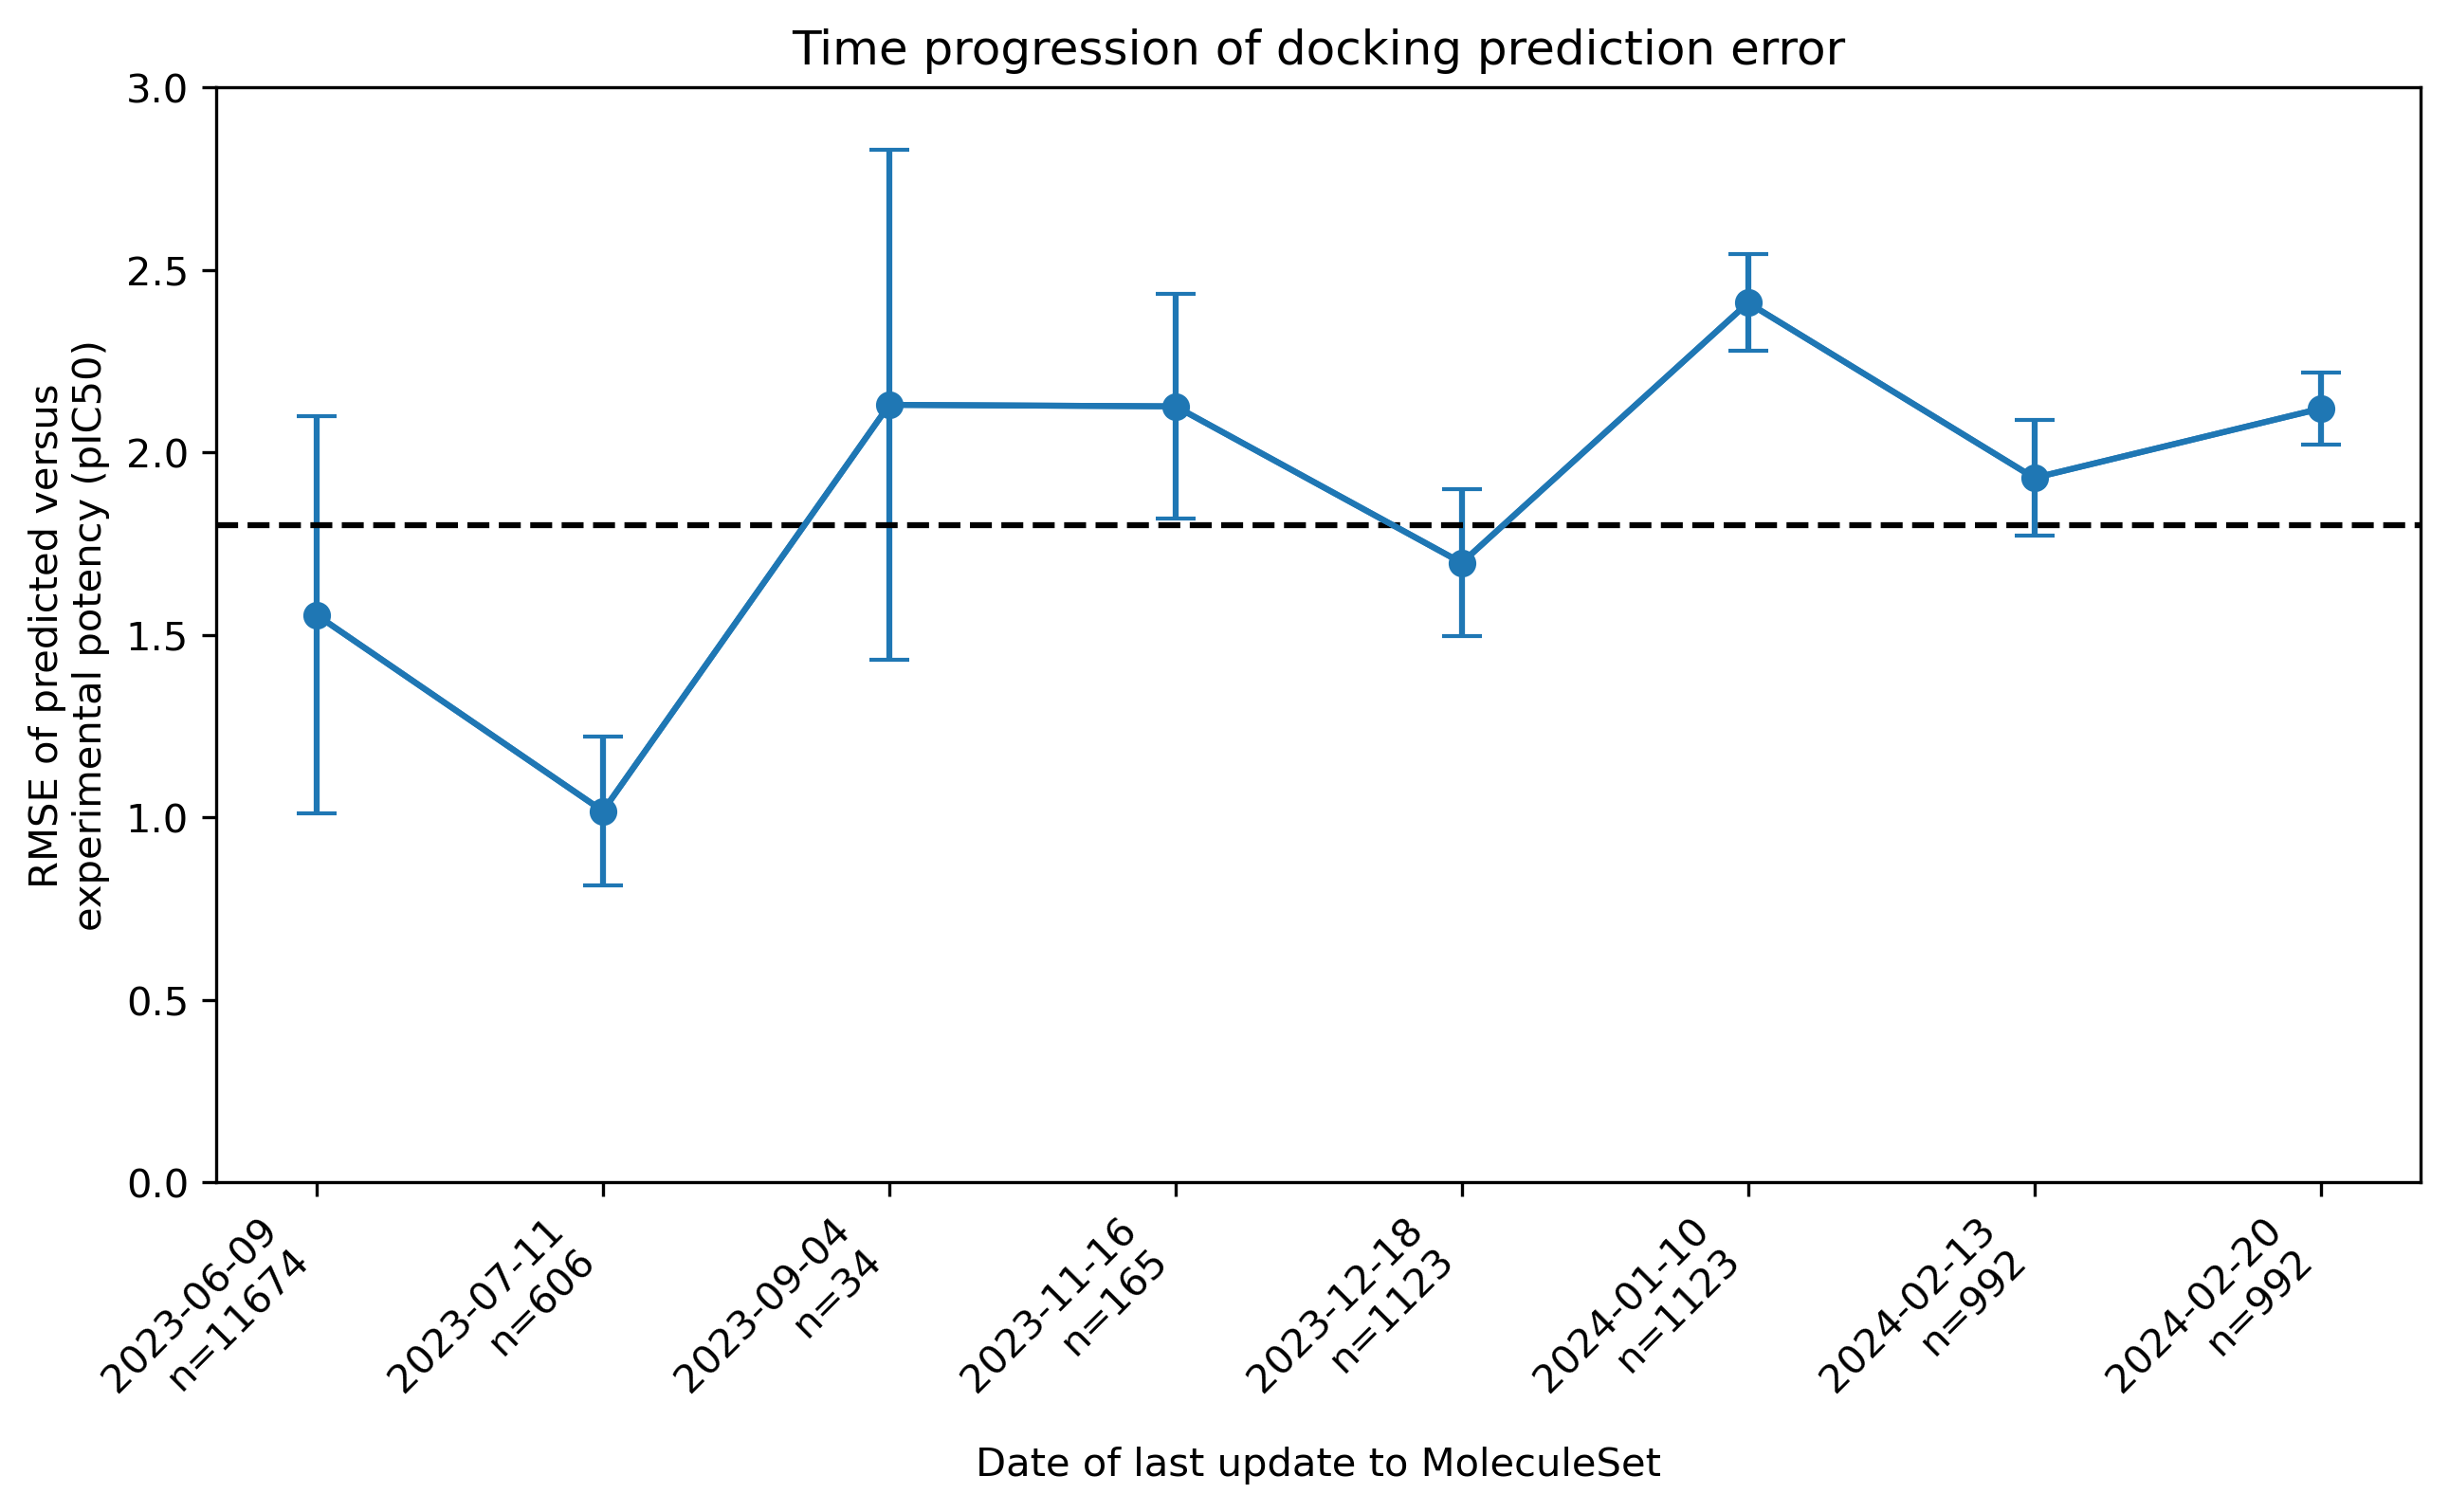 Time progression of docking prediction error
RMSE of predicted versus
experimental potency (pIC50)
3.0
2.5
2.0
1.5
1.0
0.5
0.0
2023-06-09
n=11674
2023-07-11
n=606
2023-09-04
n=34
2023-11-16
n=165
2023-12-18
n=1123
2024-01-10
n=1123
2024-02-13
n=992
2024-02-20
n=992
Date of last update to MoleculeSet